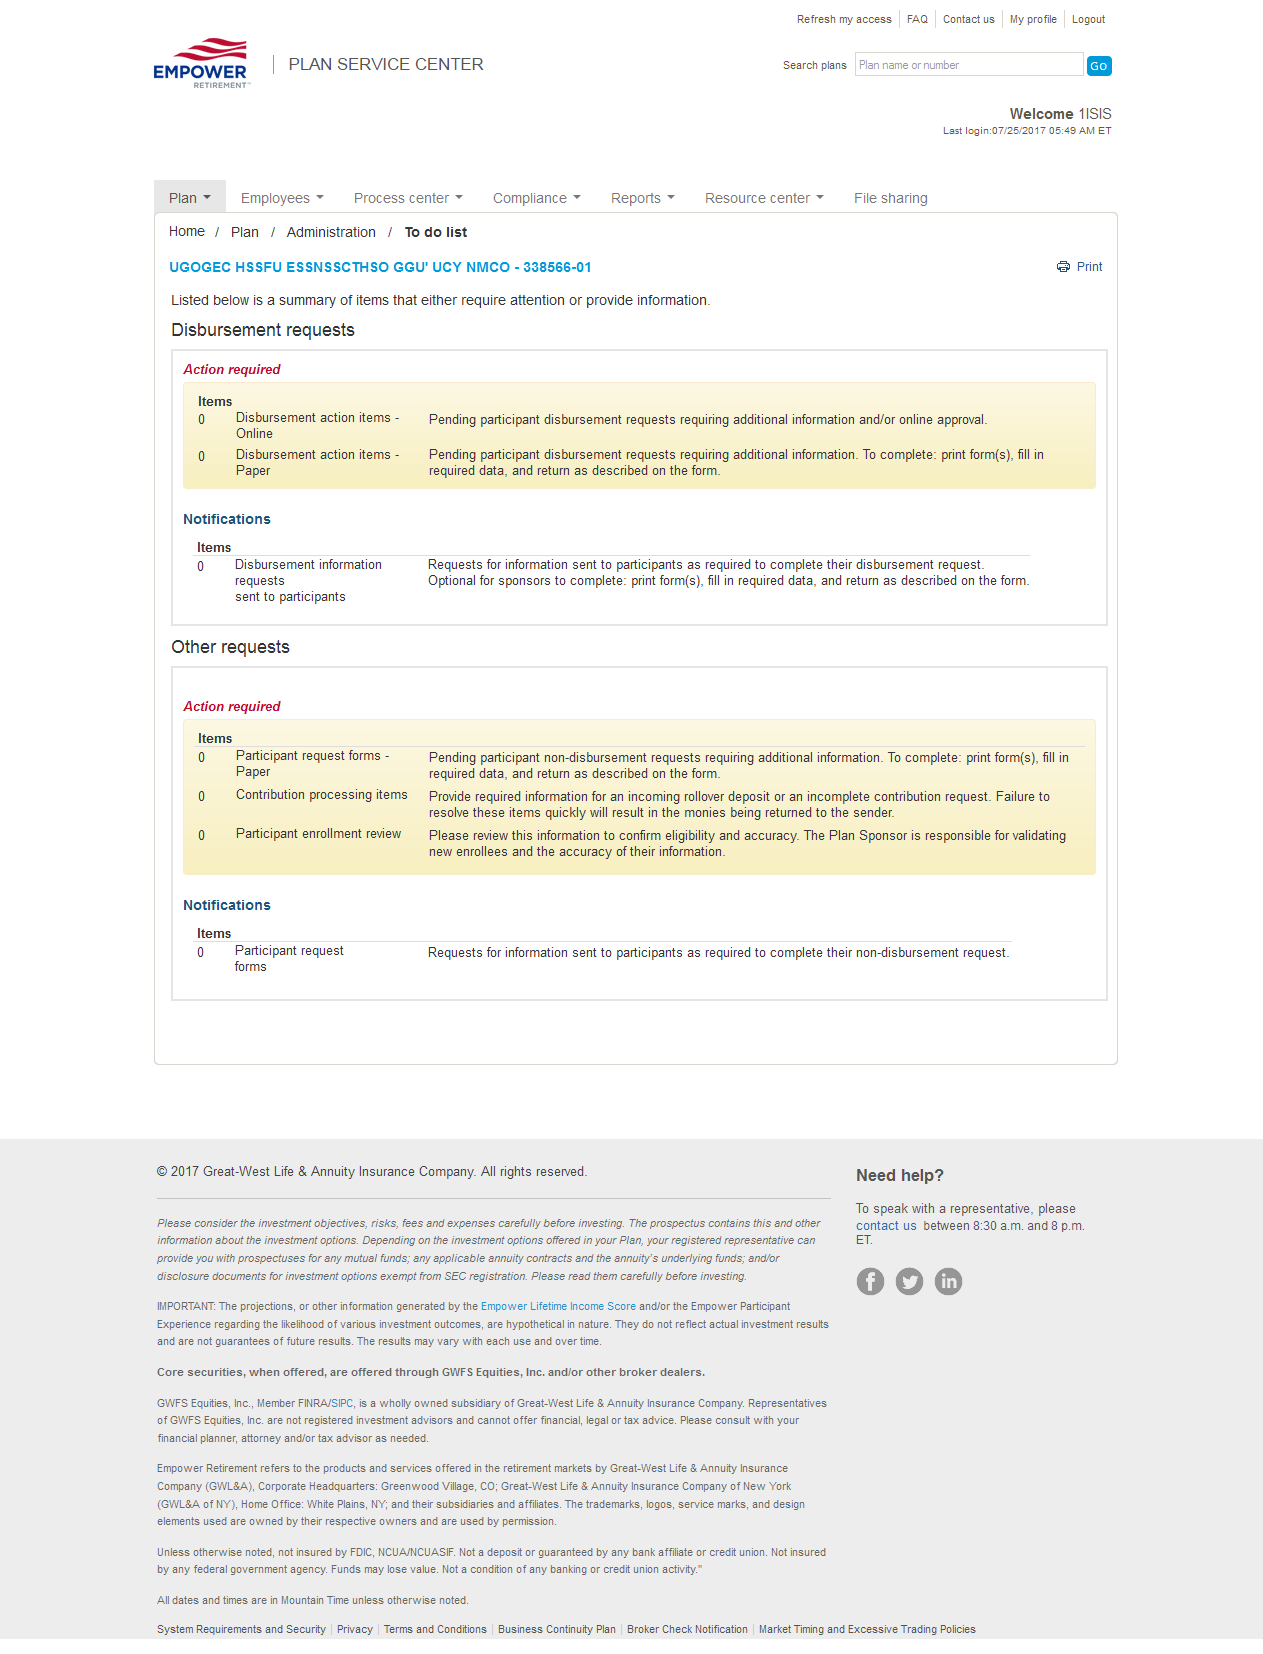 Refresh my access FAQ Contact us My profile Logout
EMPOWER
RETIREMENT™
PLAN SERVICE CENTER
Search plans Plan name or number Go
Welcome 1ISIS
Last login:07/25/2017 05:49 AM ET
Plan Employees Process center Compliance Reports Resource center File sharing
Home / Plan / Administration / To do list
UGOGEC HSSFU ESSNSSCTHSO GGU' UCY NMCO - 338566-01
Print
Listed below is a summary of items that either require attention or provide information.
Disbursement requests
Action required
Items
0 Disbursement action items - Pending participant disbursement requests requiring additional information and/or online approval.
Online
0 Disbursement action items - Pending participant disbursement requests requiring additional information. To complete: print form(s), fill in
Paper required data, and return as described on the form.
Notifications
Items
0 Disbursement information Requests for information sent to participants as required to complete their disbursement request.
requests Optional for sponsors to complete: print form(s), fill in required data, and return as described on the form.
sent to participants
Other requests
Action required
Items
0 Participant request forms - Pending participant non-disbursement requests requiring additional information. To complete: print form(s), fill in
Paper required data, and return as described on the form.
0 Contribution processing items Provide required information for an incoming rollover deposit or an incomplete contribution request. Failure to
resolve these items quickly will result in the monies being returned to the sender.
0 Participant enrollment review Please review this information to confirm eligibility and accuracy. The Plan Sponsor is responsible for validating
new enrollees and the accuracy of their information.
Notifications
Items
0 Participant request Requests for information sent to participants as required to complete their non-disbursement request.
forms
© 2017 Great-West Life & Annuity Insurance Company. All rights reserved.
Please consider the investment objectives, risks, fees and expenses carefully before investing. The prospectus contains this and other
information about the investment options. Depending on the investment options offered in your Plan, your registered representative can
provide you with prospectuses for any mutual funds; any applicable annuity contracts and the annuity's underlying funds; and/or
disclosure documents for investment options exempt from SEC registration. Please read them carefully before investing.
IMPORTANT: The projections, or other information generated by the Empower Lifetime Income Score and/or the Empower Participant
Experience regarding the likelihood of various investment outcomes, are hypothetical in nature. They do not reflect actual investment results
and are not guarantees of future results. The results may vary with each use and over time.
Core securities, when offered, are offered through GWFS Equities, Inc. and/or other broker dealers.
GWFS Equities, Inc., Member FINRA/SIPC, is a wholly owned subsidiary of Great-West Life & Annuity Insurance Company. Representatives
of GWFS Equities, Inc. are not registered investment advisors and cannot offer financial, legal or tax advice. Please consult with your
financial planner, attorney and/or tax advisor as needed.
Empower Retirement refers to the products and services offered in the retirement markets by Great-West Life & Annuity Insurance
Company (GWL&A), Corporate Headquarters: Greenwood Village, CO; Great-West Life & Annuity Insurance Company of New York
(GWL&A of NY), Home Office: White Plains, NY; and their subsidiaries and affiliates. The trademarks, logos, service marks, and design
elements used are owned by their respective owners and are used by permission.
Unless otherwise noted, not insured by FDIC, NCUA/NCUASIF. Not a deposit or guaranteed by any bank affiliate or credit union. Not insured
by any federal government agency. Funds may lose value. Not a condition of any banking or credit union activity."
All dates and times are in Mountain Time unless otherwise noted.
System Requirements and Security Privacy Terms and Conditions Business Continuity Plan Broker Check Notification Market Timing and Excessive Trading Policies
Need help?
To speak with a representative, please
contact us between 8:30 a.m. and 8 p.m.
ET.